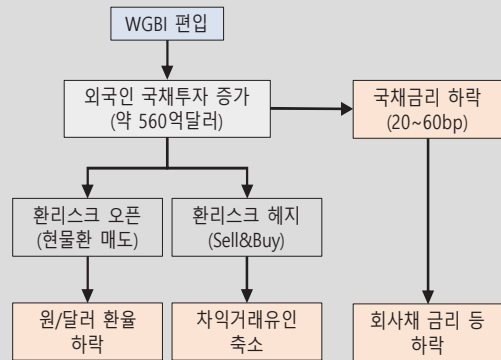 WGBI 편입
외국인 국채투자 증가
(약 560억달러)
국채금리 하락
(20~60bp)
환리스크 오픈
(현물환 매도)
환리스크 헤지
(Sell&Buy)
원/달러 환율
하락
차익거래유인
축소
회사채 금리 등
하락